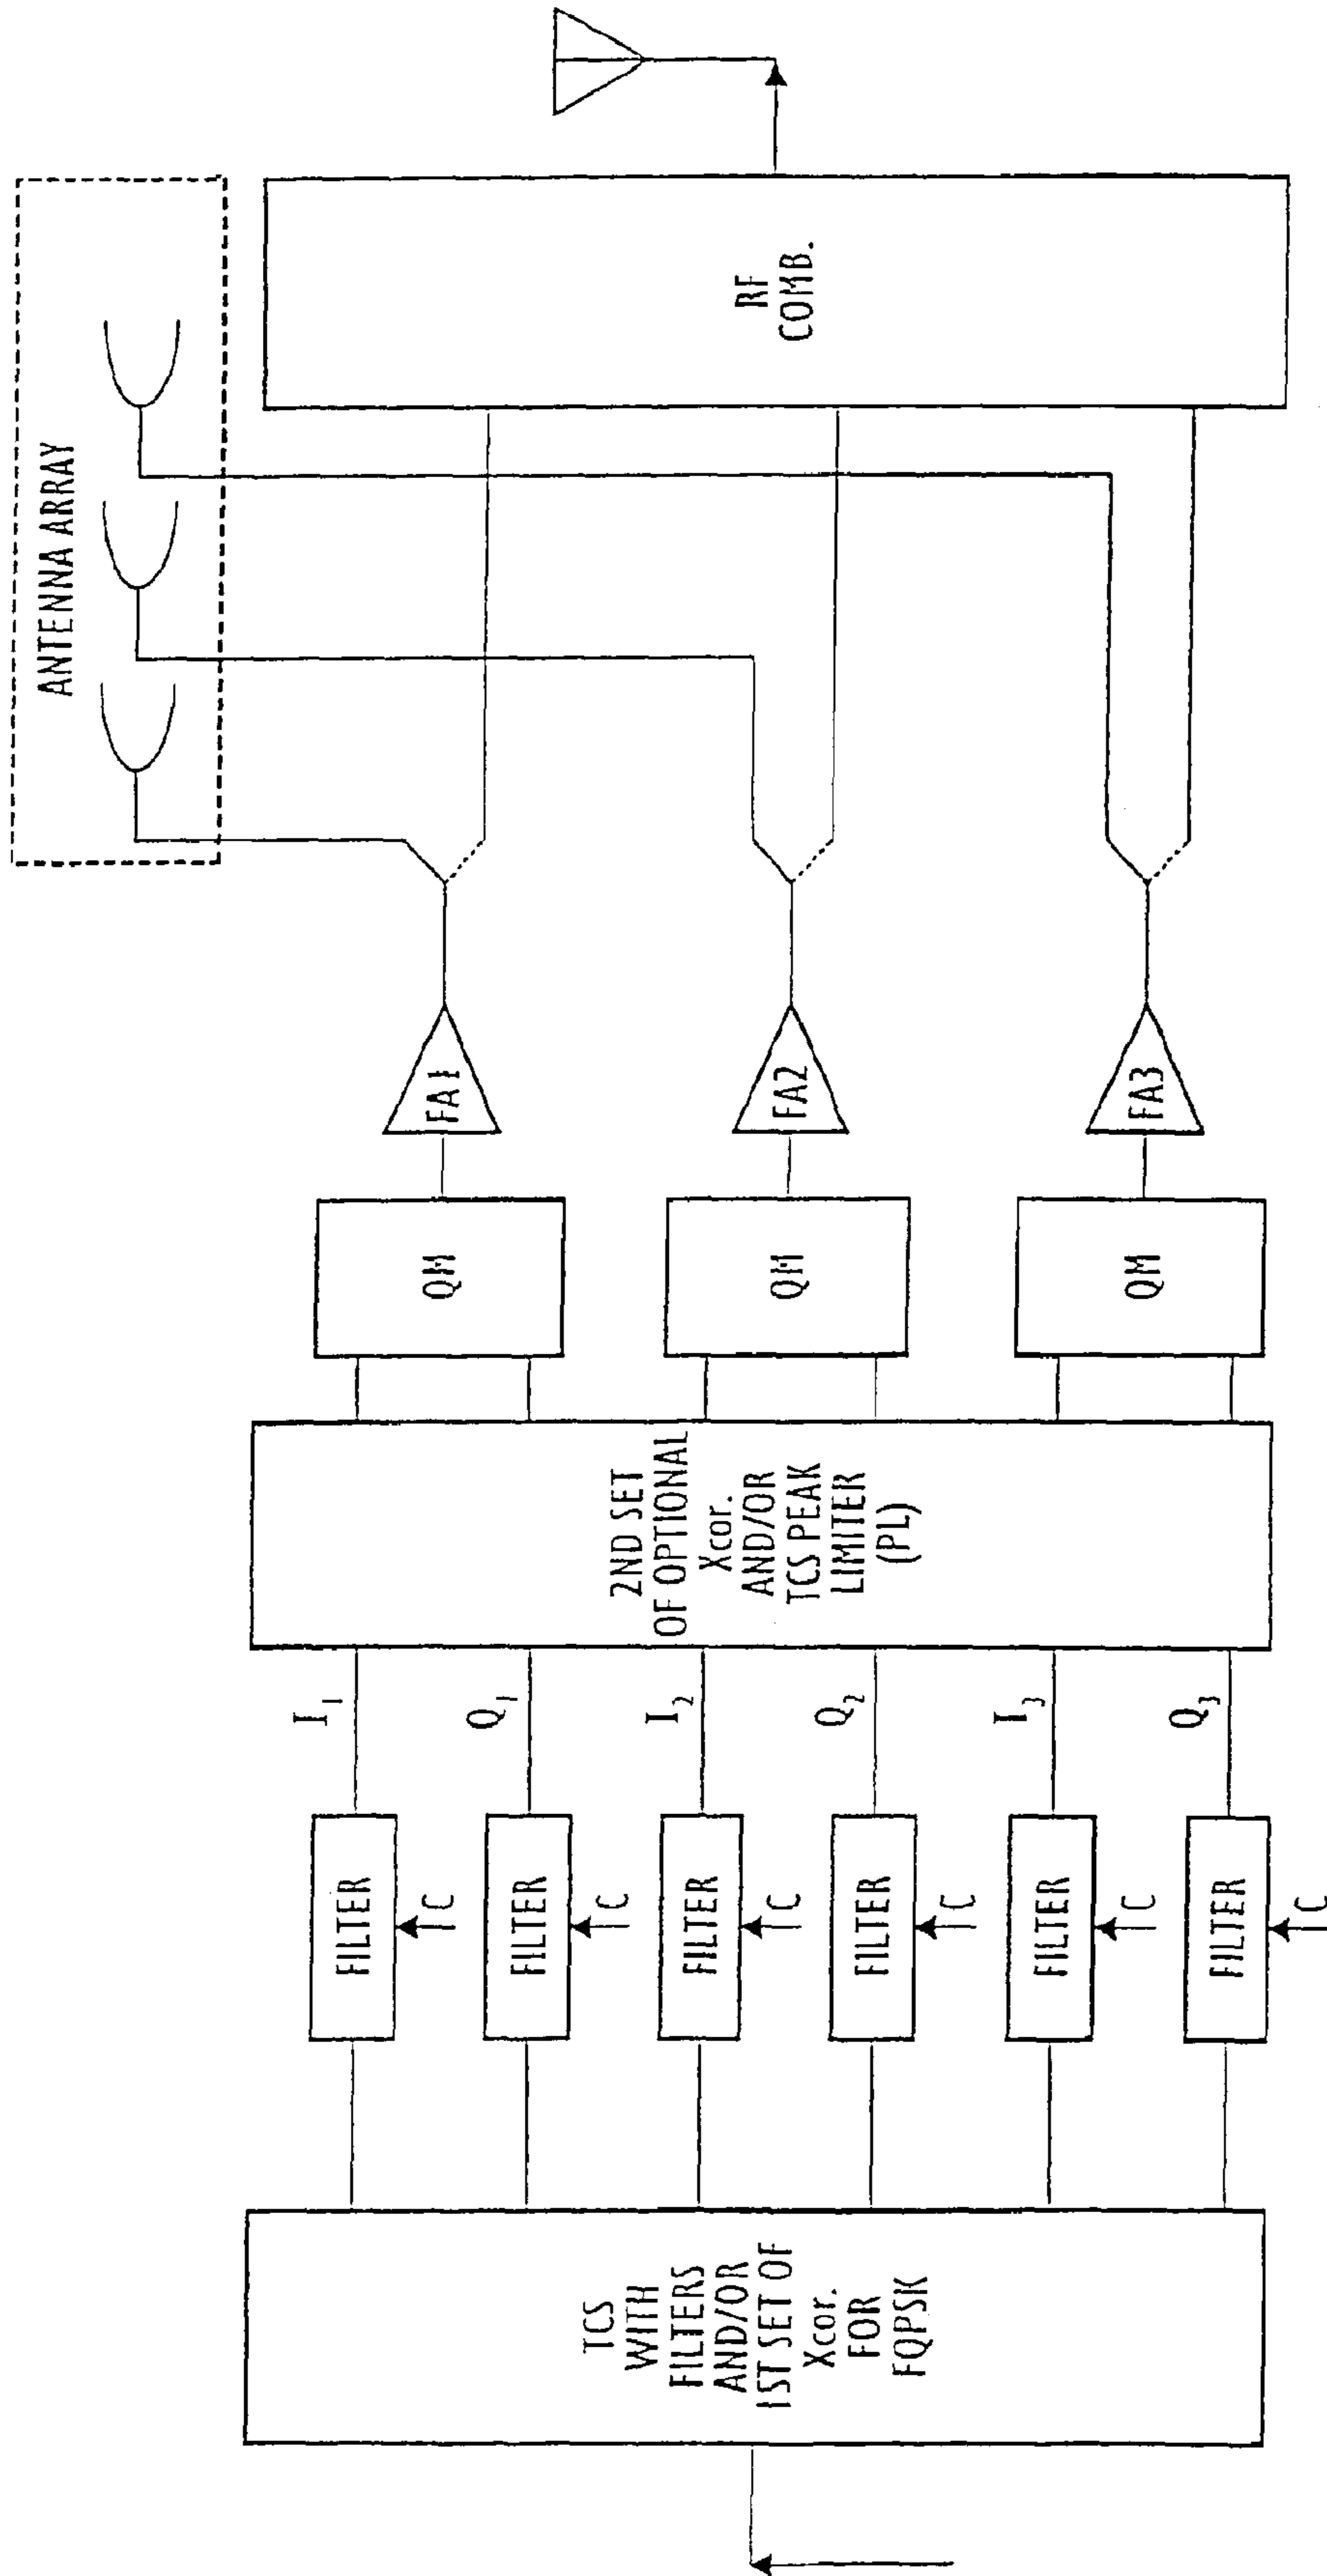 TCS
WITH
FILTERS
AND/OR
1ST SET OF
Xcor.
FOR
FQPSK
FILTER
C
FILTER
C
FILTER
C
FILTER
C
FILTER
C
FILTER
C
I1
Q1
I2
Q2
I3
Q3
2ND SET
OF OPTIONAL
Xcor.
AND/OR
TCS PEAK
LIMITER
(PL)
QM
QM
QM
FA1
FA2
FA3
ANTENNA ARRAY
RF
COMB.